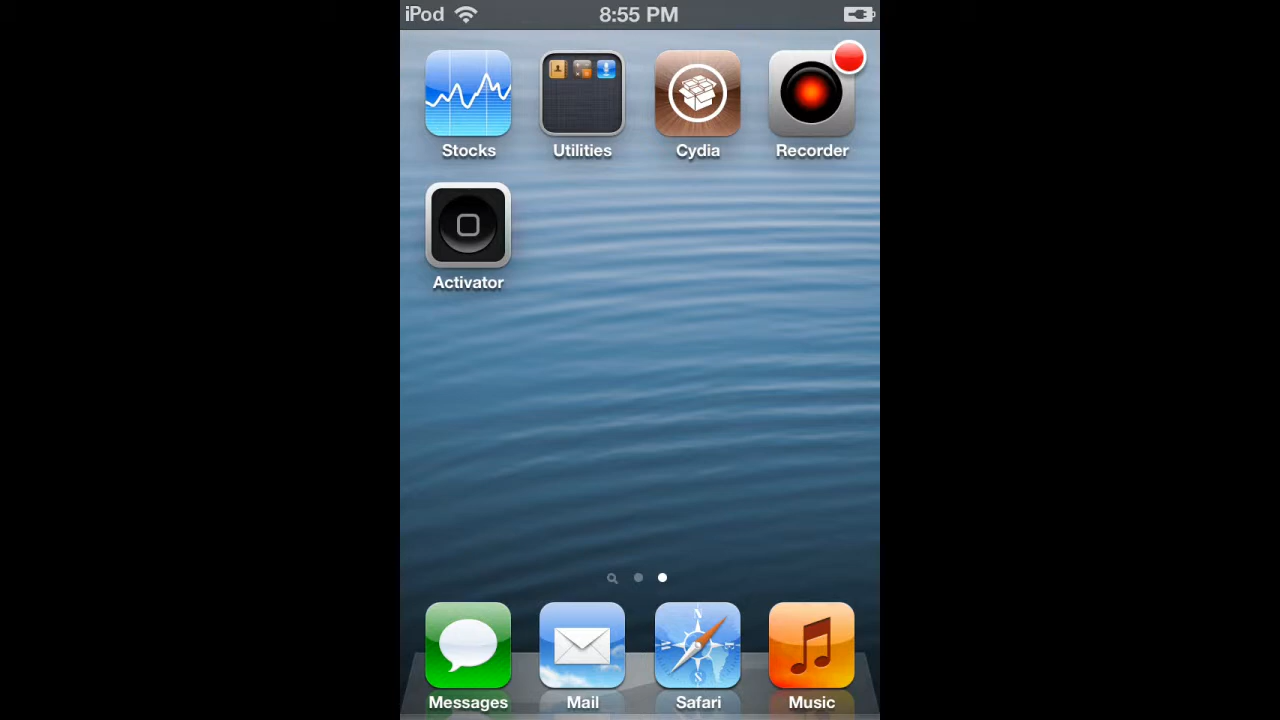 iPod 8:55 PM
Stocks Utilities Cydia Recorder
Activator
N
E
S
Messages Mail Safari Music